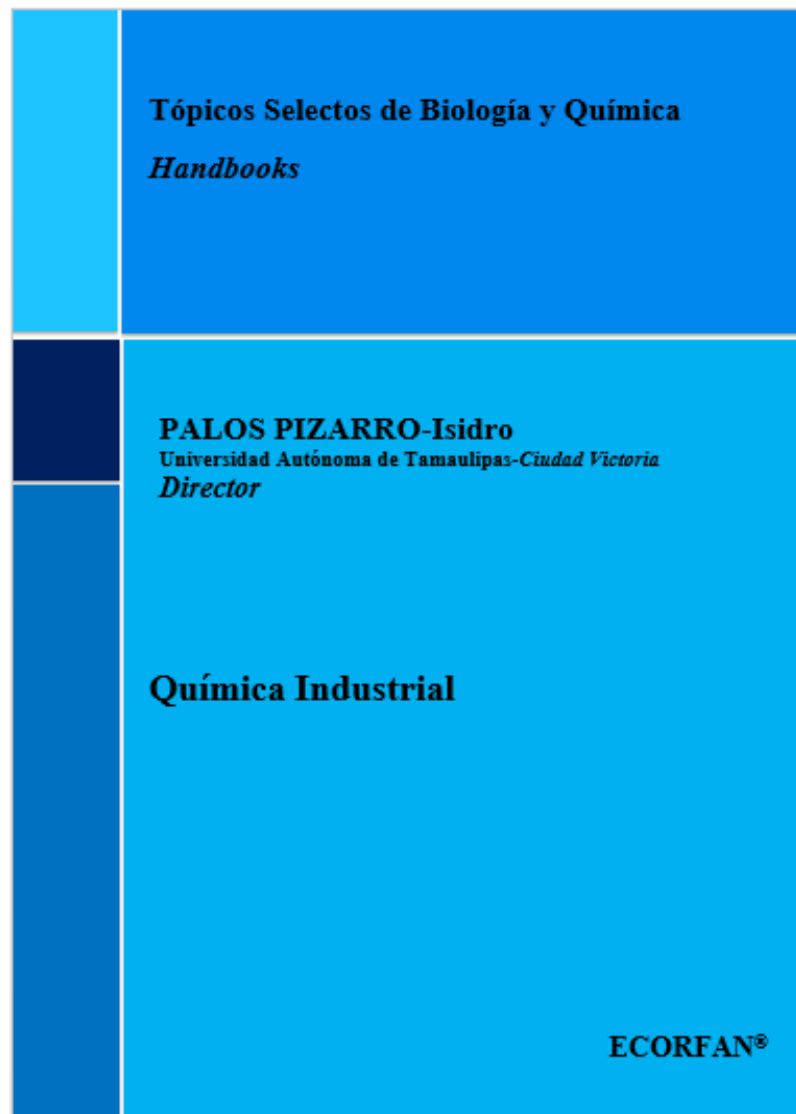 Tópicos Selectos de Biología y Química
Handbooks
PALOS PIZARRO-Isidro
Universidad Autónoma de Tamaulipas-Ciudad Victoria
Director
Química Industrial
ECORFAN®